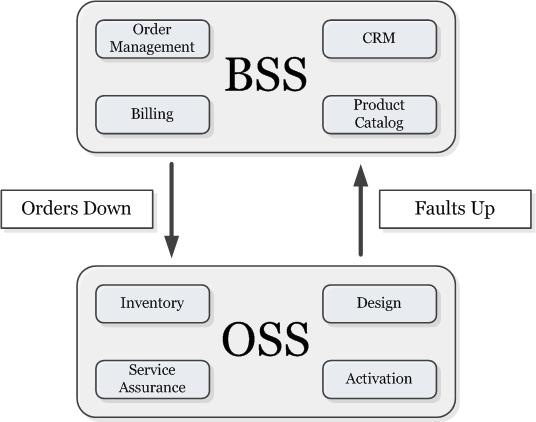 Order
Management
CRM
BSS
Billing
Product
Catalog
Orders Down
Faults Up
Inventory
Design
OSS
Service
Assurance
Activation